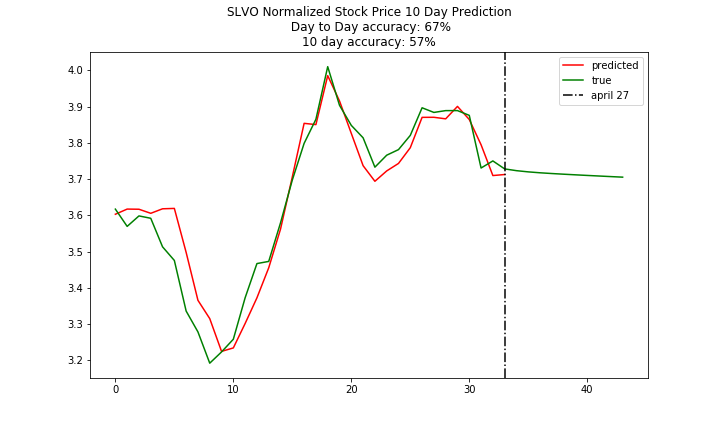 SLVO Normalized Stock Price 10 Day Prediction
Day to Day accuracy: 67%
10 day accuracy: 57%
predicted
true
april 27
4.0
3.9
3.8
3.7
3.6
3.5
3.4
3.3
3.2
0 10 20 30 40